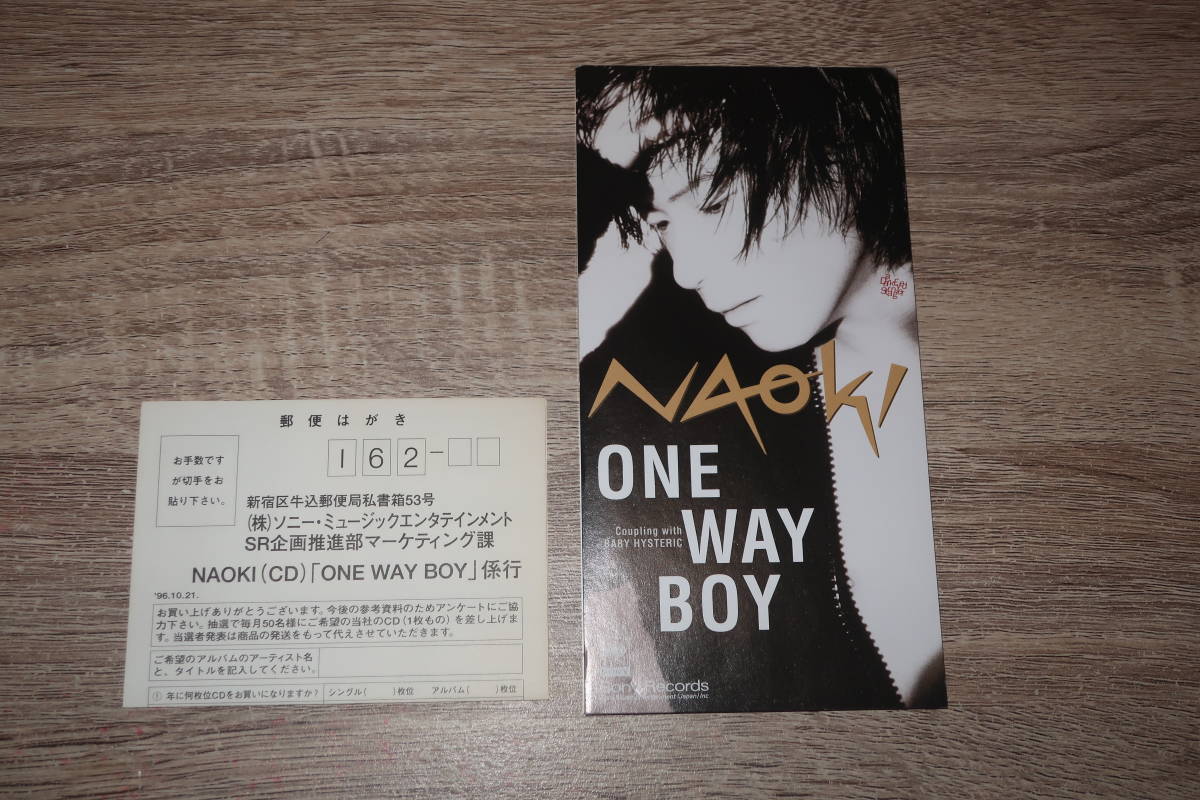 郵便はがき
お手数です
が切手をお
貼り下さい。
162-
新宿区牛込郵便局私書箱53号
(株)ソニー・ミュージックエンタテインメント
SR企画推進部マーケティング課
NAOKI(CD)「ONE WAY BOY」係行
'96.10.21.
お買い上げありがとうございます。今後の参考資料のためアンケートにご協
力下さい。抽選で毎月50名様にご希望の当社のCD(1枚もの)を差し上げま
す。当選者発表は商品の発送をもって代えさせていただきます。
ご希望のアルバムのアーティスト名
と、タイトルを記入してください。
① 年に何枚位CDをお買いになりますか? シングル( )枚位 アルバム( )枚位
NAOKI
ONE
Coupling with
BABY HYSTERIC
WAY
BOY
Sony Records